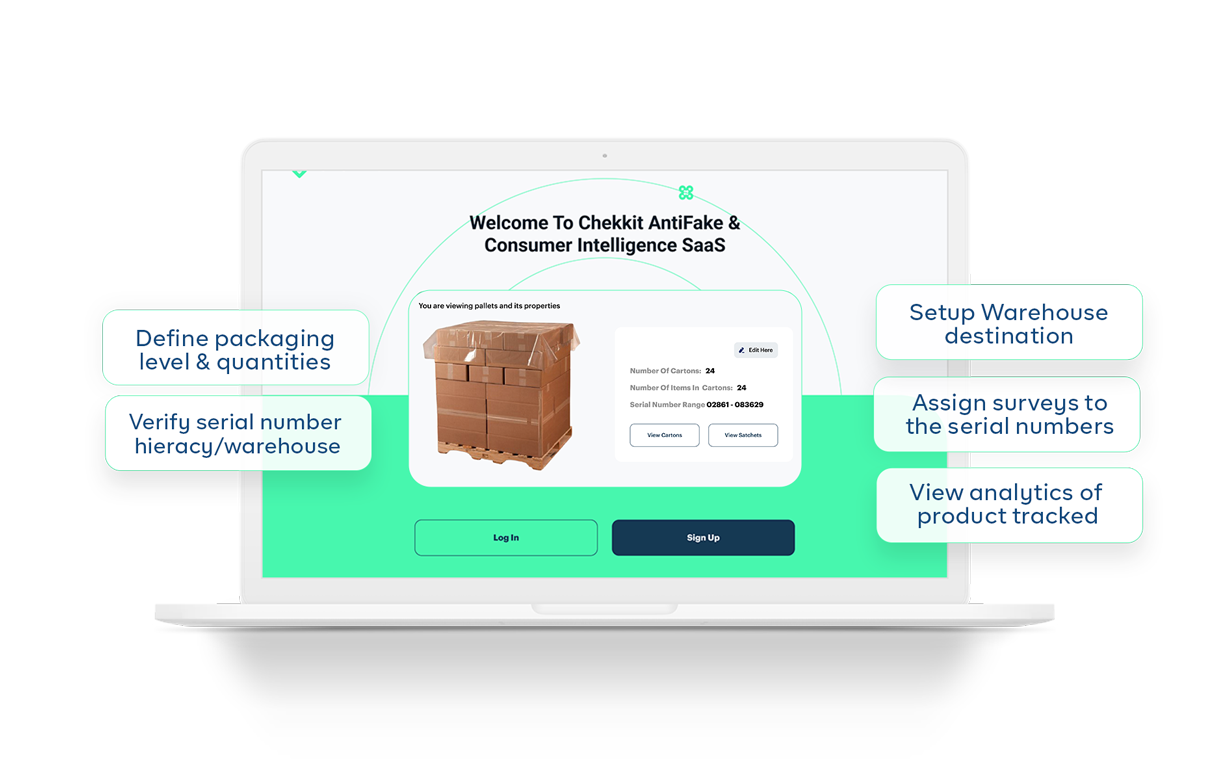 Welcome To Chekkit AntiFake &
Consumer Intelligence SaaS
You are viewing pallets and its properties
Edit Here
Number Of Cartons: 24
Number Of Items In Cartons: 24
Serial Number Range 02861 - 083629
View Cartons
View Satchets
Log In
Sign Up
Define packaging
level & quantities
Verify serial number
hieracy/warehouse
Setup Warehouse
destination
Assign surveys to
the serial numbers
View analytics of
product tracked